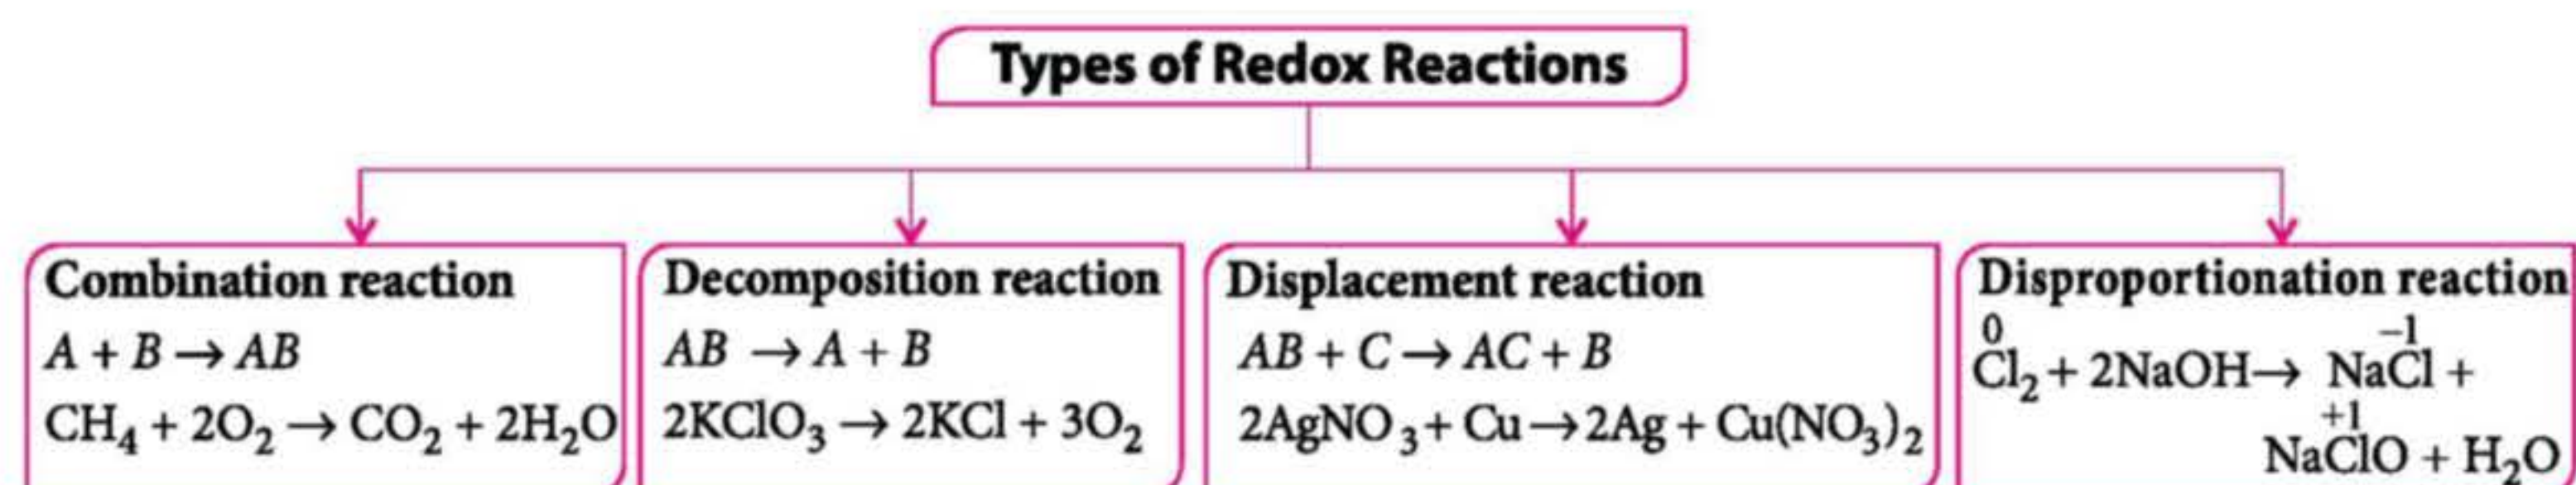 Types of Redox Reactions
Combination reaction
A + B → AB
CH₄ + 2O₂ → CO₂ + 2H₂O
Decomposition reaction
AB → A + B
2KClO₃ → 2KCl + 3O₂
Displacement reaction
AB + C → AC + B
2AgNO₃ + Cu → 2Ag + Cu(NO₃)₂
Disproportionation reaction
0 −1
Cl₂ + 2NaOH → NaCl +
+1
NaClO + H₂O